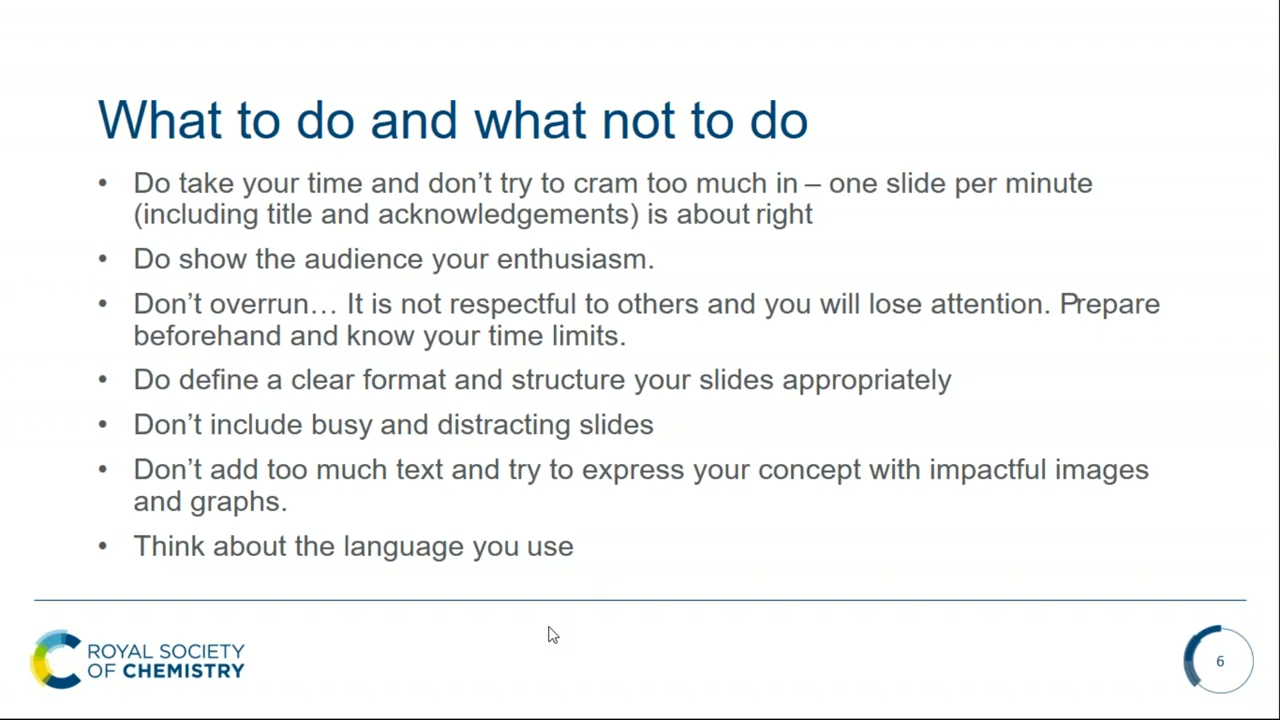 What to do and what not to do
• Do take your time and don’t try to cram too much in – one slide per minute
(including title and acknowledgements) is about right
• Do show the audience your enthusiasm.
• Don’t overrun… It is not respectful to others and you will lose attention. Prepare
beforehand and know your time limits.
• Do define a clear format and structure your slides appropriately
• Don’t include busy and distracting slides
• Don’t add too much text and try to express your concept with impactful images
and graphs.
• Think about the language you use
ROYAL SOCIETY
OF CHEMISTRY
6